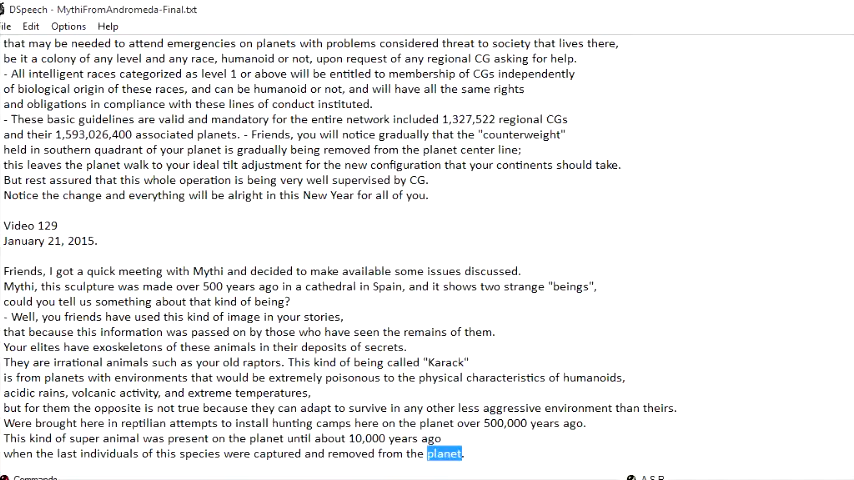 DSpeech - MythiFromAndromeda-Final.txt
ile Edit Options Help
that may be needed to attend emergencies on planets with problems considered threat to society that lives there,
be it a colony of any level and any race, humanoid or not, upon request of any regional CG asking for help.
- All intelligent races categorized as level 1 or above will be entitled to membership of CGs independently
of biological origin of these races, and can be humanoid or not, and will have all the same rights
and obligations in compliance with these lines of conduct instituted.
- These basic guidelines are valid and mandatory for the entire network included 1,327,522 regional CGs
and their 1,593,026,400 associated planets. - Friends, you will notice gradually that the "counterweight"
held in southern quadrant of your planet is gradually being removed from the planet center line;
this leaves the planet walk to your ideal tilt adjustment for the new configuration that your continents should take.
But rest assured that this whole operation is being very well supervised by CG.
Notice the change and everything will be alright in this New Year for all of you.
Video 129
January 21, 2015.
Friends, I got a quick meeting with Mythi and decided to make available some issues discussed.
Mythi, this sculpture was made over 500 years ago in a cathedral in Spain, and it shows two strange "beings",
could you tell us something about that kind of being?
- Well, you friends have used this kind of image in your stories,
that because this information was passed on by those who have seen the remains of them.
Your elites have exoskeletons of these animals in their deposits of secrets.
They are irrational animals such as your old raptors. This kind of being called "Karack"
is from planets with environments that would be extremely poisonous to the physical characteristics of humanoids,
acidic rains, volcanic activity, and extreme temperatures,
but for them the opposite is not true because they can adapt to survive in any other less aggressive environment than theirs.
Were brought here in reptilian attempts to install hunting camps here on the planet over 500,000 years ago.
This kind of super animal was present on the planet until about 10,000 years ago
when the last individuals of this species were captured and removed from the planet.